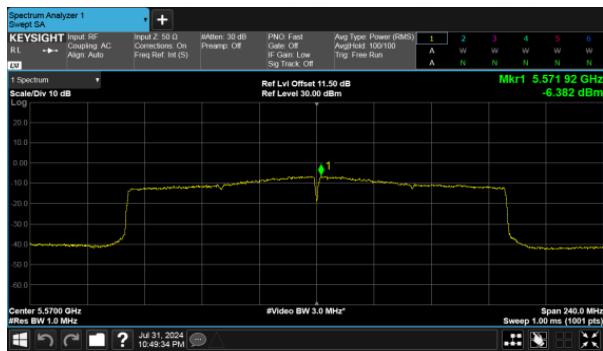 Spectrum Analyzer 1
Swept SA
+
KEYSIGHT Input: RF Input Z: 50 Ω #Atten: 30 dB PNO: Fast Avg Type: Power (RMS) 1 2 3 4 5 6
RL Coupling: AC Corrections: On Preamp: Off Gate: Off Avg|Hold: 100/100 A W W W W W
Align: Auto Freq Ref: Int (S) IF Gain: Low Trig: Free Run
LXI Sig Track: Off A N N N N N
1 Spectrum
Scale/Div 10 dB
Ref Lvl Offset 11.50 dB
Ref Level 30.00 dBm
Mkr1 5.571 92 GHz
-6.382 dBm
Log
20.0
10.0
0.00
1
-10.0
-20.0
-30.0
-40.0
-50.0
-60.0
Center 5.5700 GHz #Video BW 3.0 MHz* Span 240.0 MHz
#Res BW 1.0 MHz Sweep 1.00 ms (1001 pts)
? Jul 31, 2024
10:49:34 PM